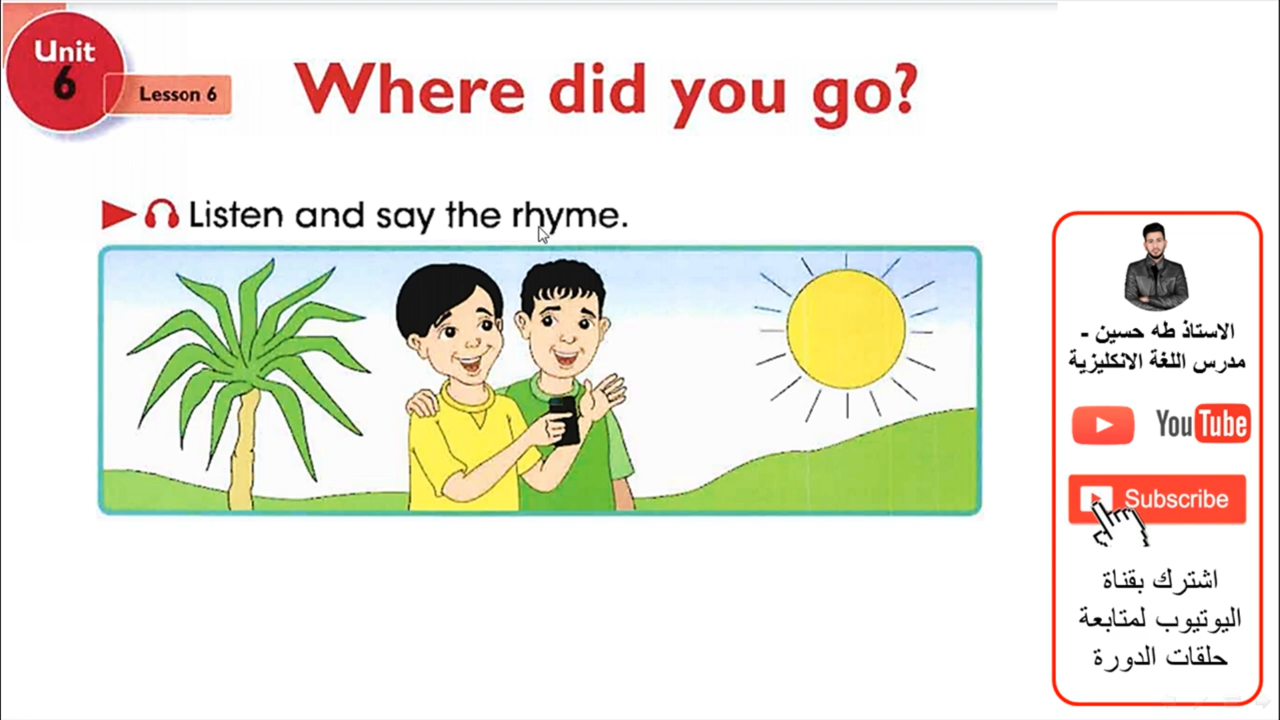 Unit
6
Lesson 6
Where did you go?
Listen and say the rhyme.
الاستاذ طه حسين -
مدرس اللغة الانكليزية
YouTube
Subscribe
اشترك بقناة
اليوتيوب لمتابعة
حلقات الدورة